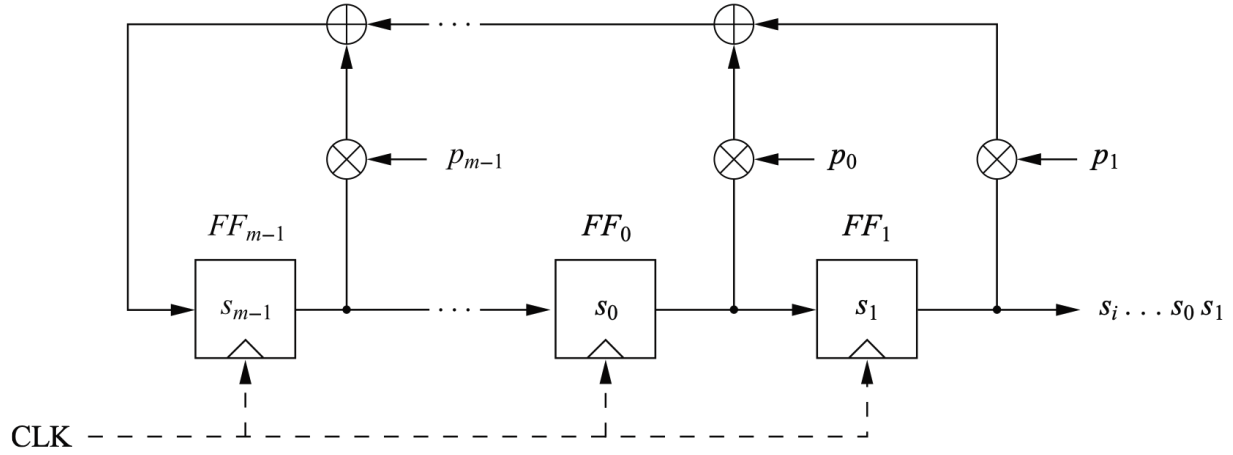 p_{m−1} p_0 p_1
FF_{m−1} FF_0 FF_1
s_{m−1} · · · s_0 s_1 s_i . . . s_0 s_1
CLK